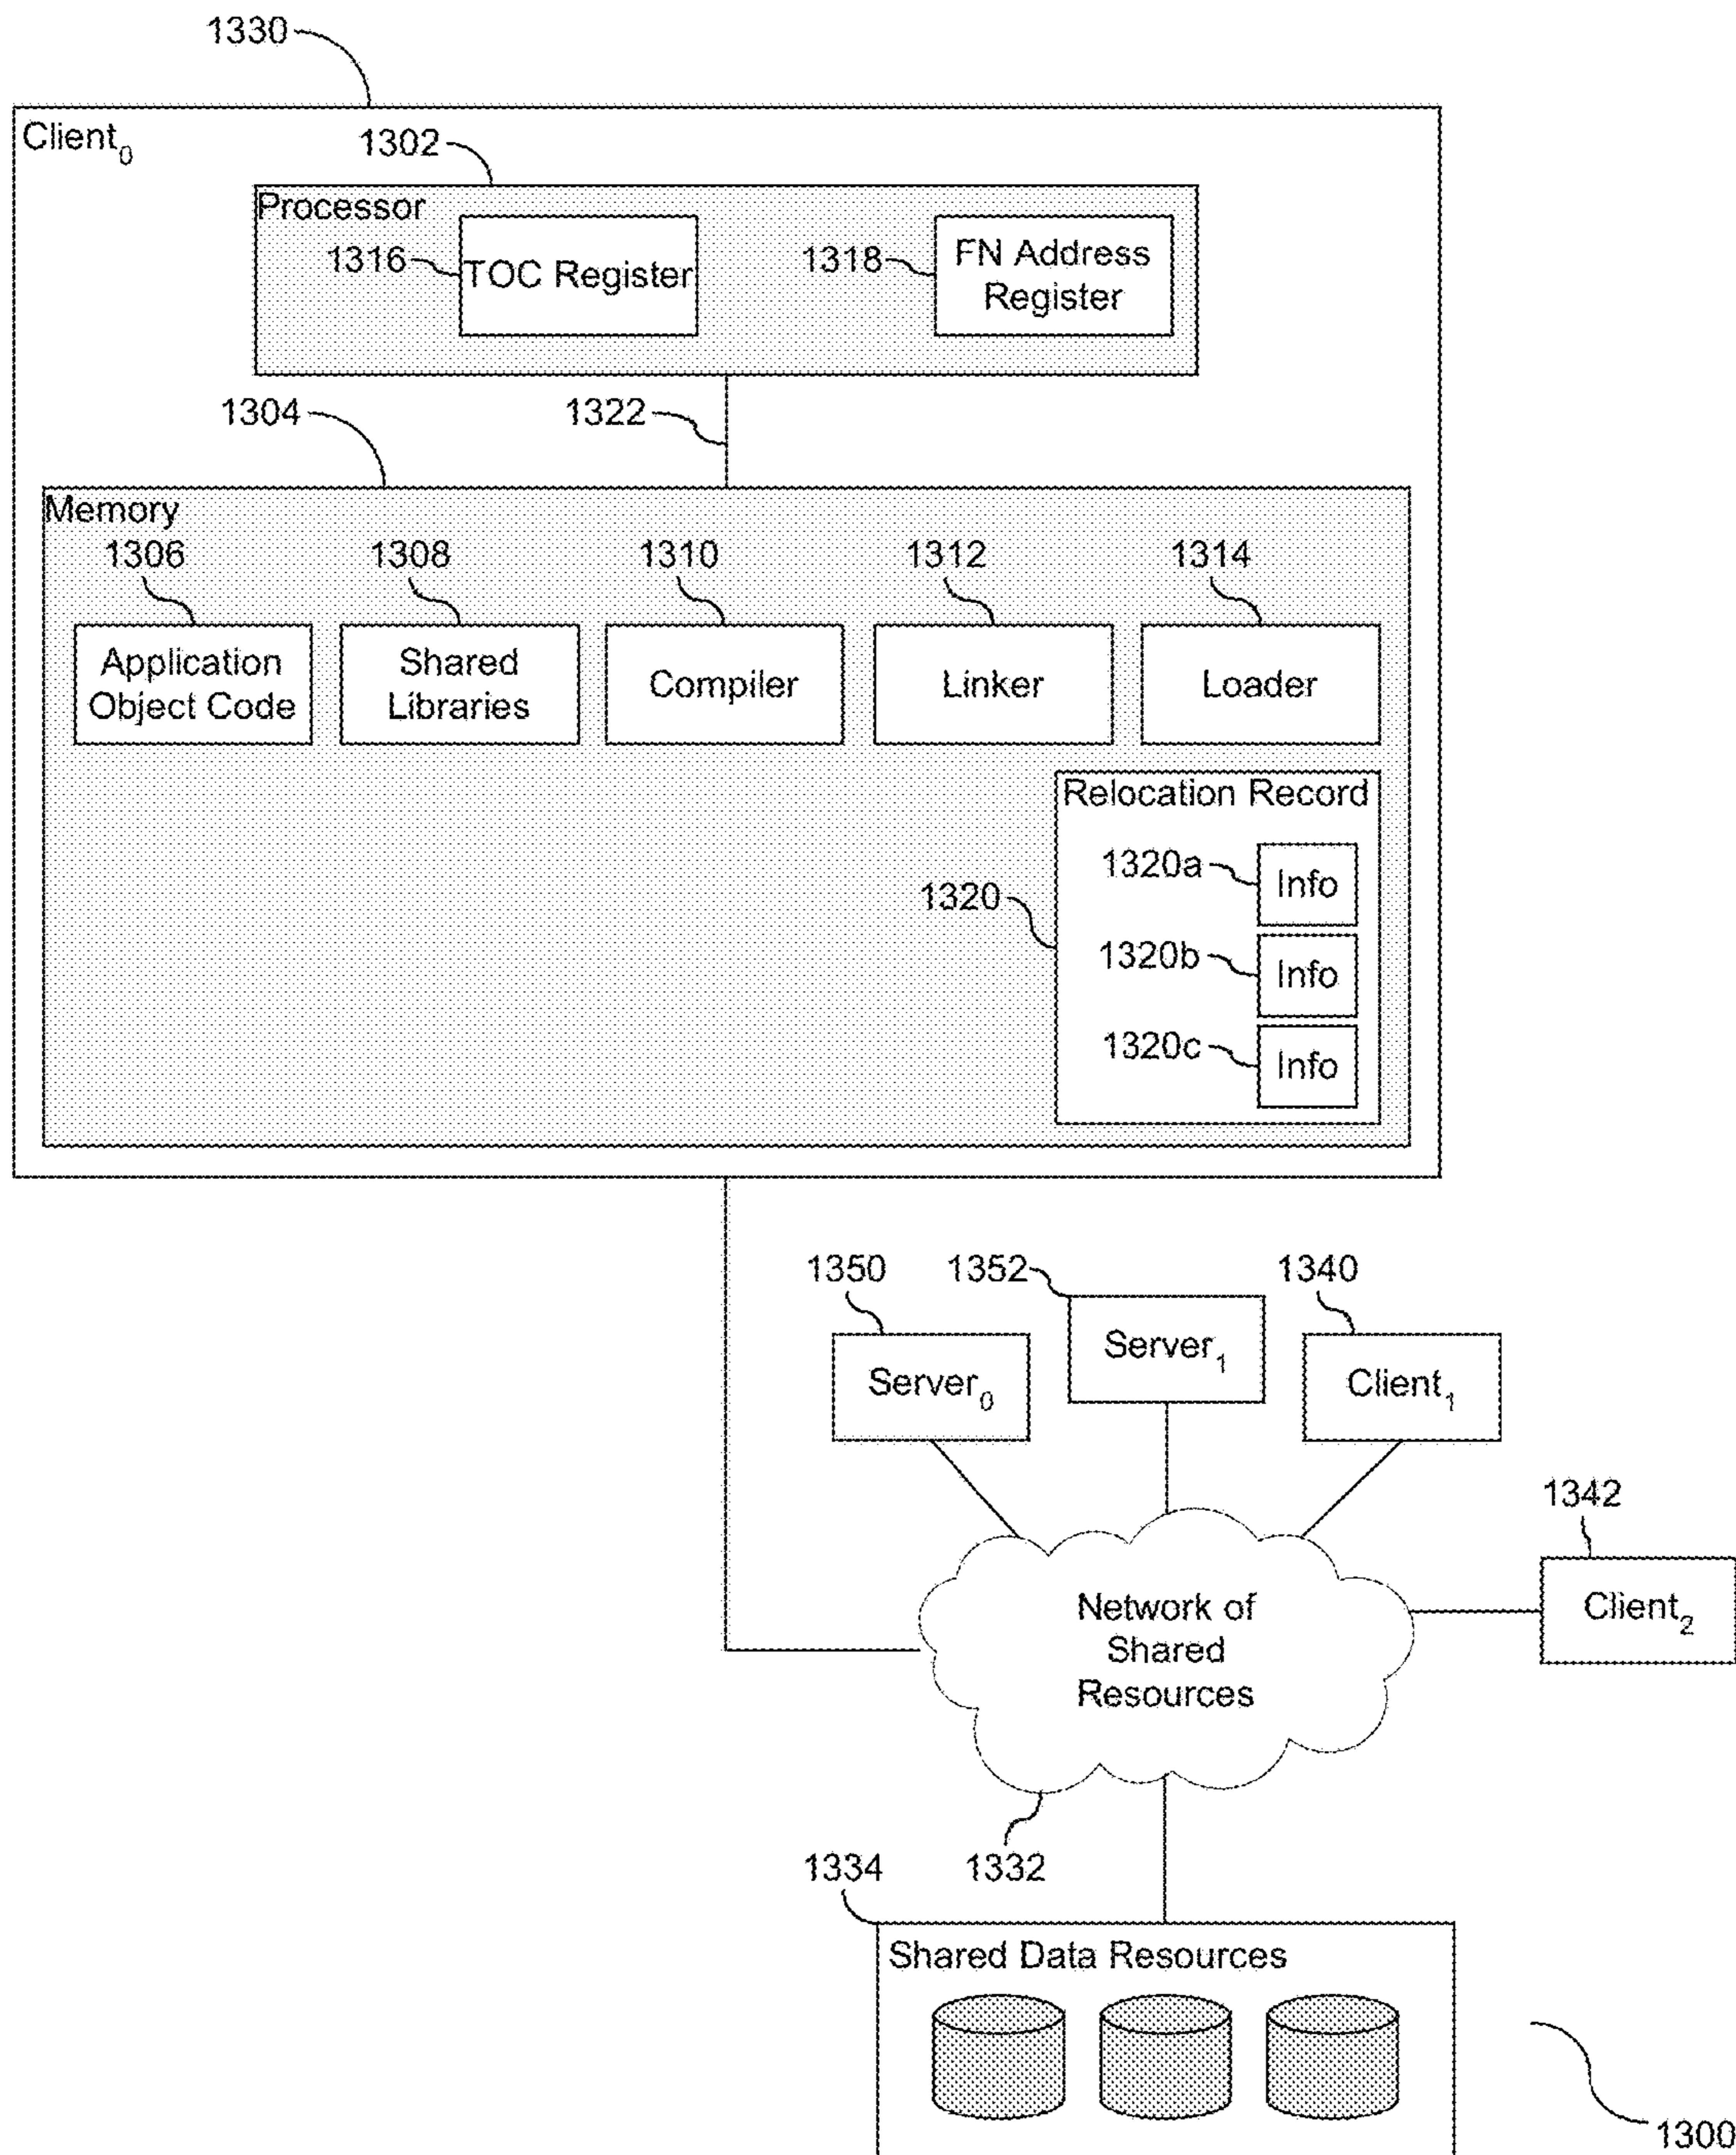 1330
Client0
1302
Processor
1316
TOC Register
1318
FN Address
Register
1304
1322
Memory
1306
1308
1310
1312
1314
Application
Object Code
Shared
Libraries
Compiler
Linker
Loader
Relocation Record
1320
1320a
Info
1320b
Info
1320c
Info
1350
1352
1340
Server0
Server1
Client1
1342
Client2
Network of
Shared
Resources
1332
1334
Shared Data Resources
1300